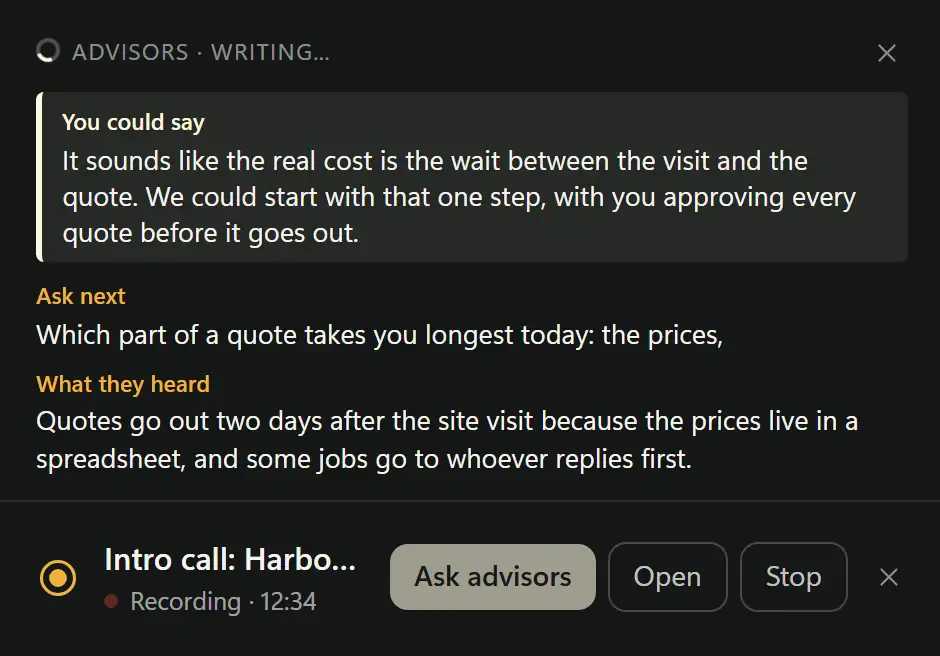 ADVISORS · WRITING...
You could say
It sounds like the real cost is the wait between the visit and the
quote. We could start with that one step, with you approving every
quote before it goes out.
Ask next
Which part of a quote takes you longest today: the prices,
What they heard
Quotes go out two days after the site visit because the prices live in a
spreadsheet, and some jobs go to whoever replies first.
Intro call: Harbo...
Recording · 12:34
Ask advisors
Open
Stop